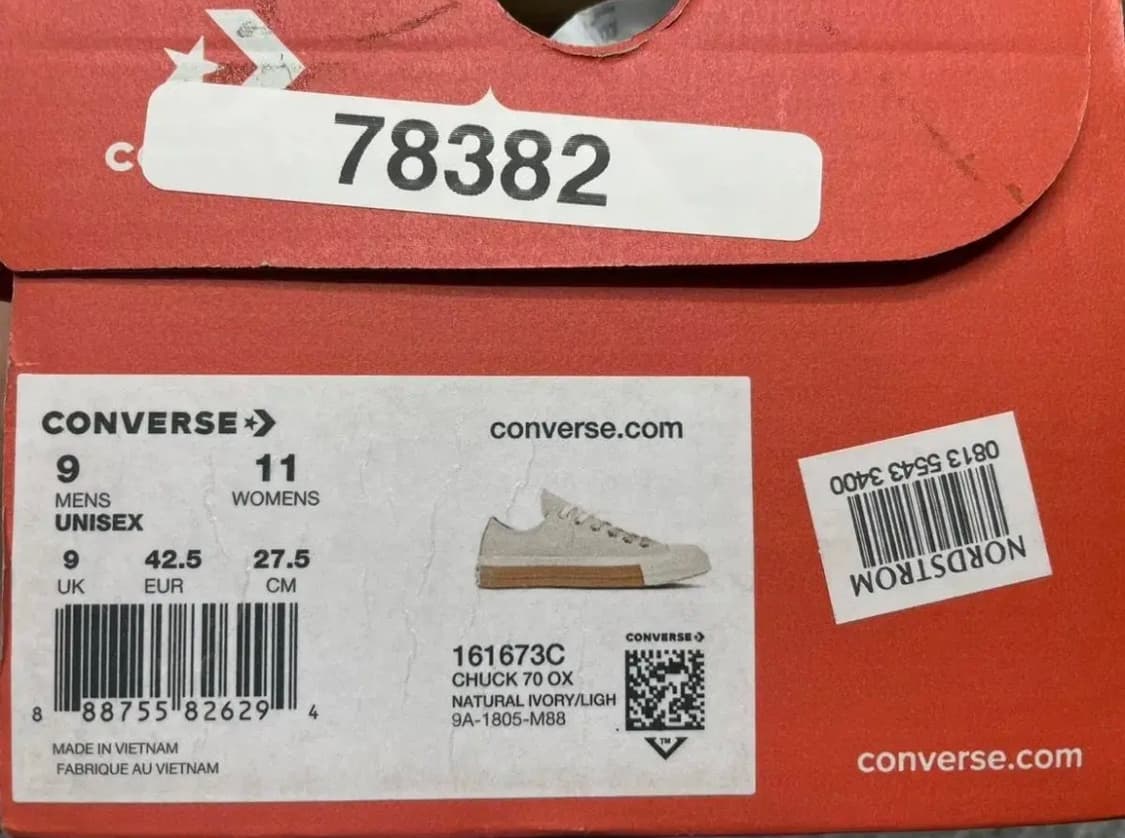 C
78382
CONVERSE
converse.com
9 11
MENS WOMENS
UNISEX
9 42.5 27.5
UK EUR CM
8 88755 82629 4
MADE IN VIETNAM
FABRIQUE AU VIETNAM
161673C
CHUCK 70 OX
NATURAL IVORY/LIGH
9A-1805-M88
CONVERSE
TM
0813 5543 3400
NORDSTROM
converse.com